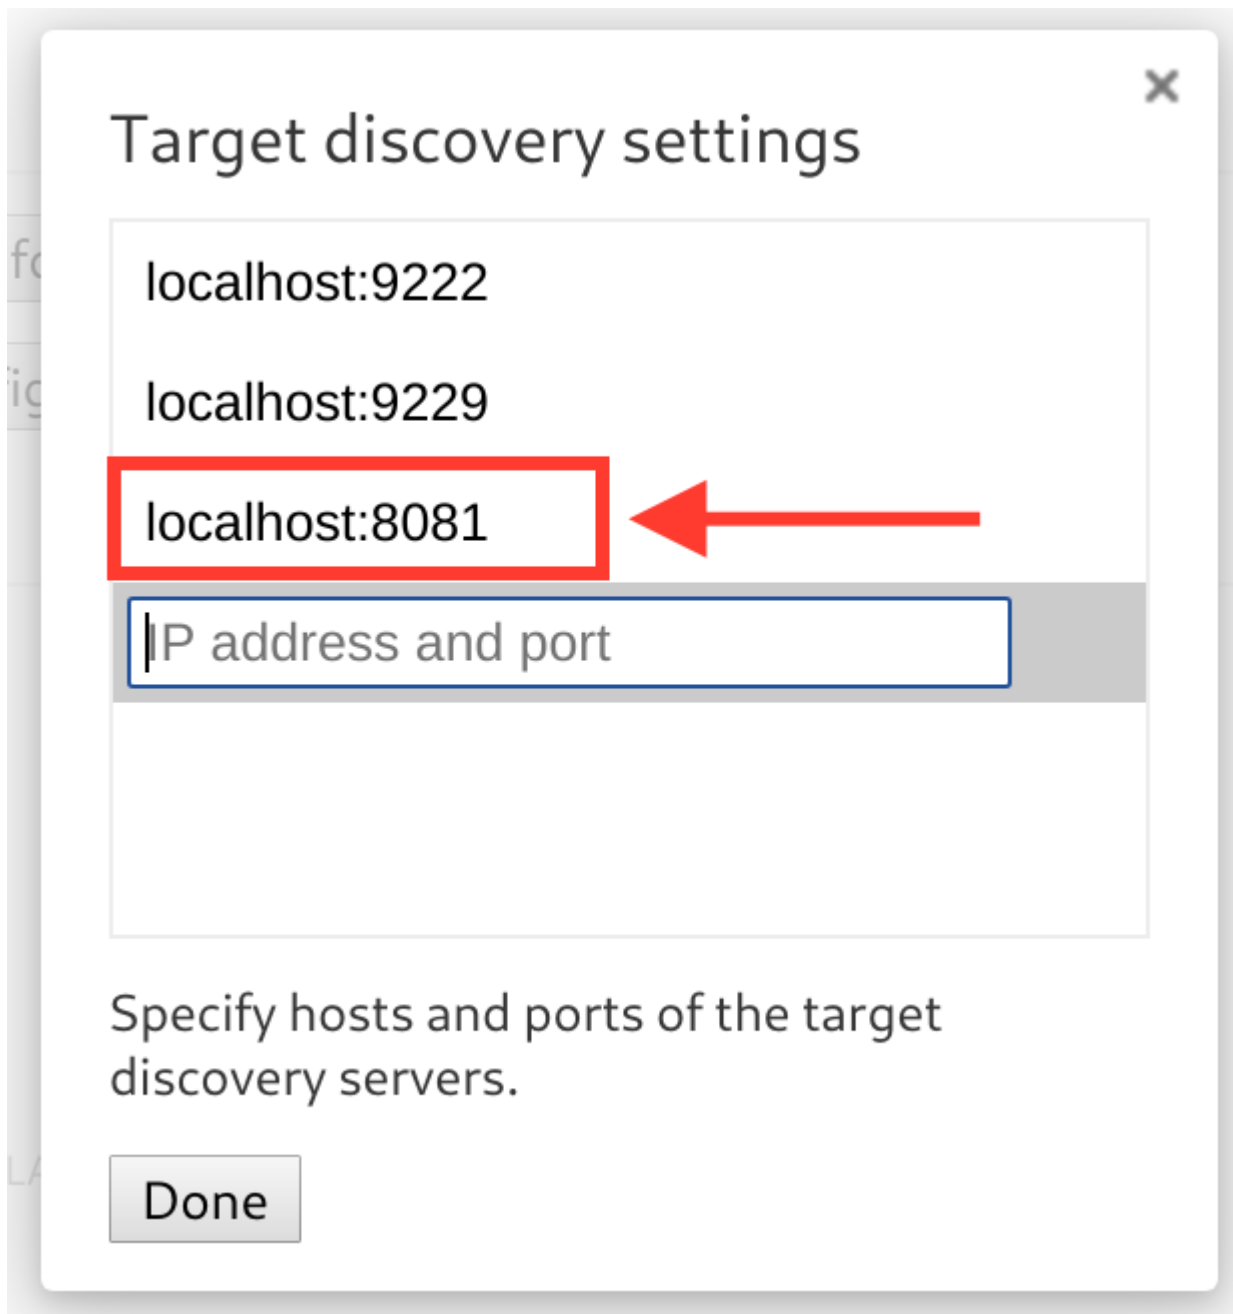 Target discovery settings
localhost:9222
localhost:9229
localhost:8081
IP address and port
Specify hosts and ports of the target
discovery servers.
Done